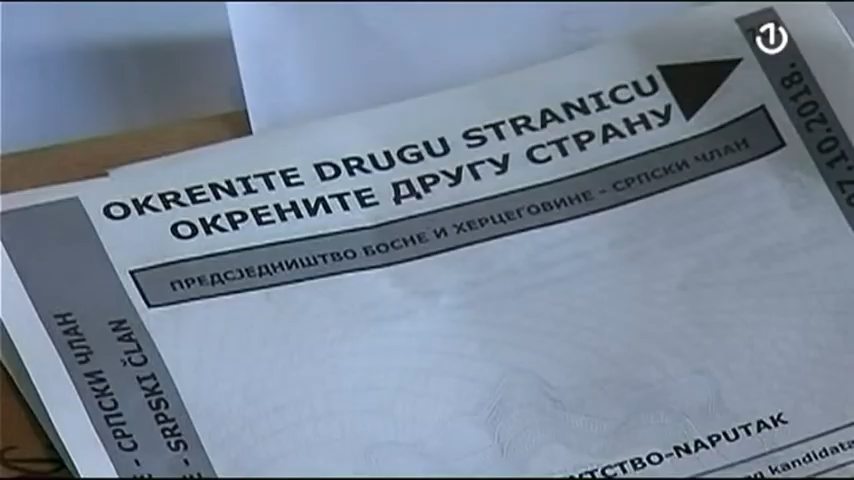 OKRENITE DRUGU STRANICU
ОКРЕНИТЕ ДРУГУ СТРАНУ
ПРЕДСЈЕДНИШТВО БОСНЕ И ХЕРЦЕГОВИНЕ - СРПСКИ ЧЛАН
07.10.2018.
- СРПСКИ ЧЛАН
- SRPSKI ČLAN
-NAPUTAK
kandidata